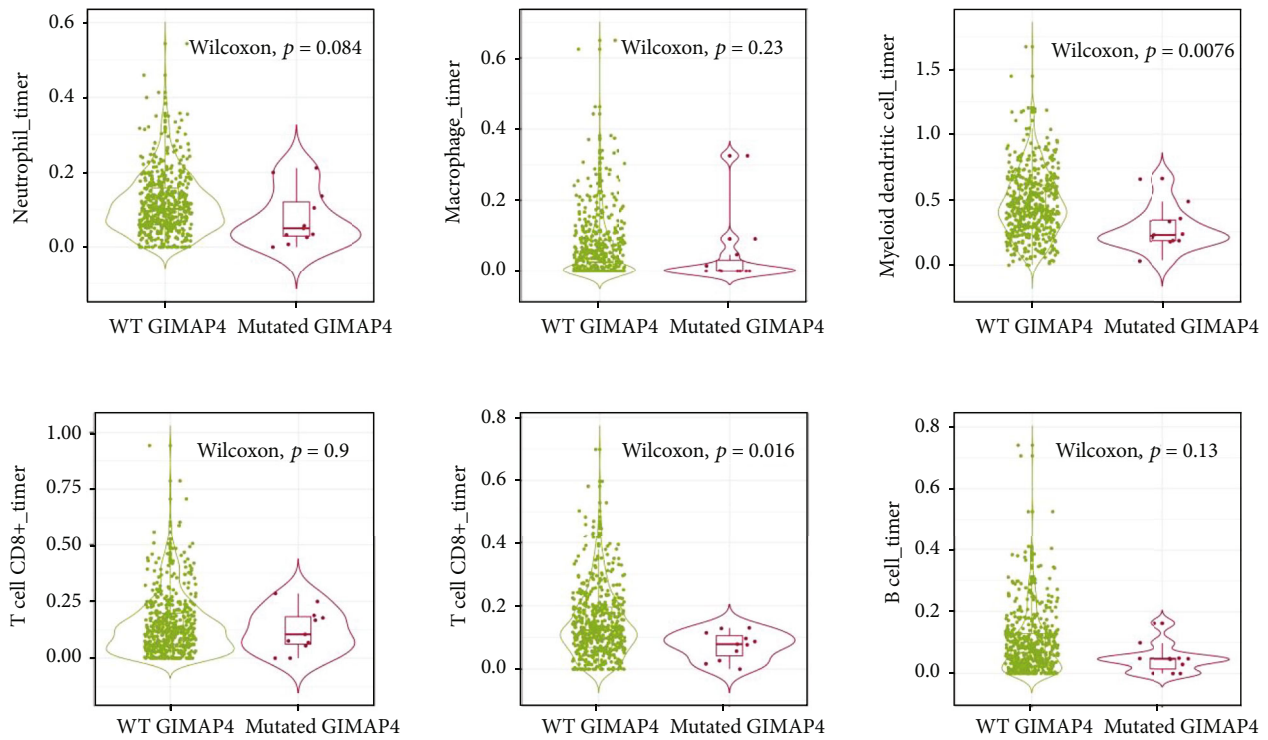 Neutrophil_timer
0.6
0.4
0.2
0.0
Wilcoxon, p = 0.084
WT GIMAP4 Mutated GIMAP4
Macrophage_timer
0.6
0.4
0.2
0.0
Wilcoxon, p = 0.23
WT GIMAP4 Mutated GIMAP4
Myeloid dendritic cell_timer
1.5
1.0
0.5
0.0
Wilcoxon, p = 0.0076
WT GIMAP4 Mutated GIMAP4
T cell CD8+_timer
1.00
0.75
0.50
0.25
0.00
Wilcoxon, p = 0.9
WT GIMAP4 Mutated GIMAP4
T cell CD8+_timer
0.8
0.6
0.4
0.2
0.0
Wilcoxon, p = 0.016
WT GIMAP4 Mutated GIMAP4
B cell_timer
0.8
0.6
0.4
0.2
0.0
Wilcoxon, p = 0.13
WT GIMAP4 Mutated GIMAP4